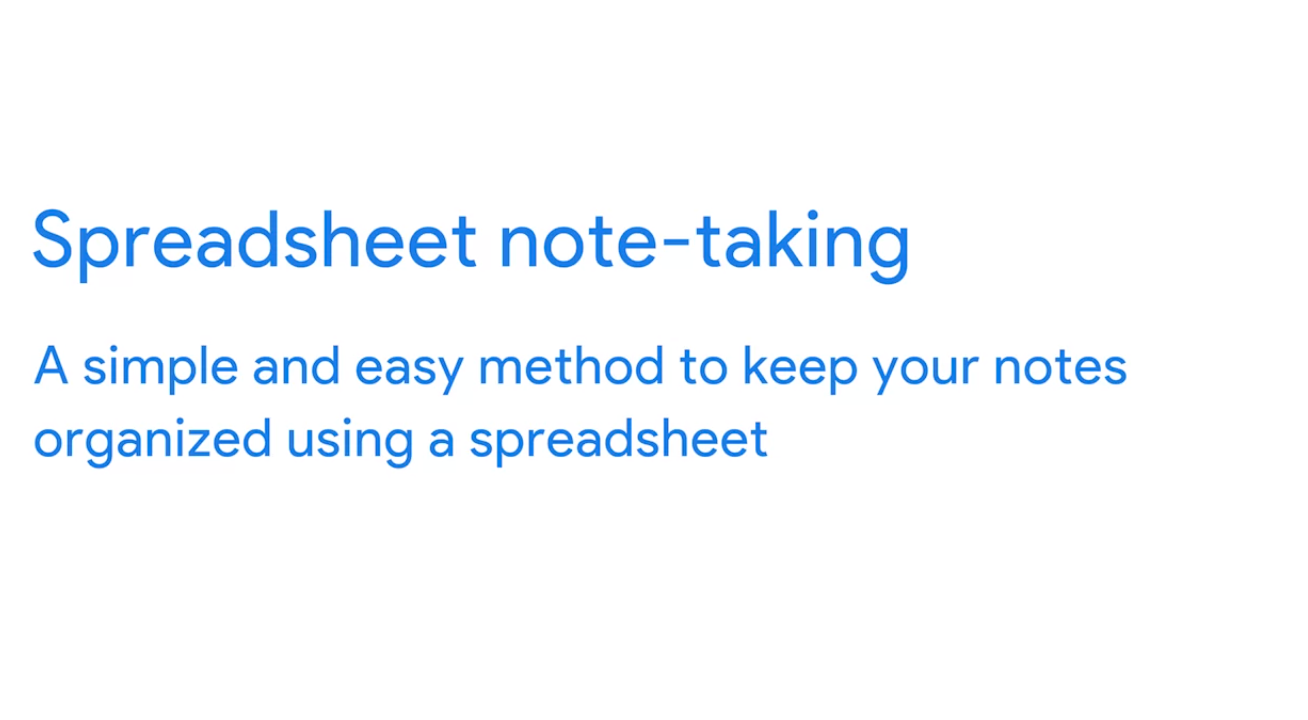 Spreadsheet note-taking
A simple and easy method to keep your notes
organized using a spreadsheet